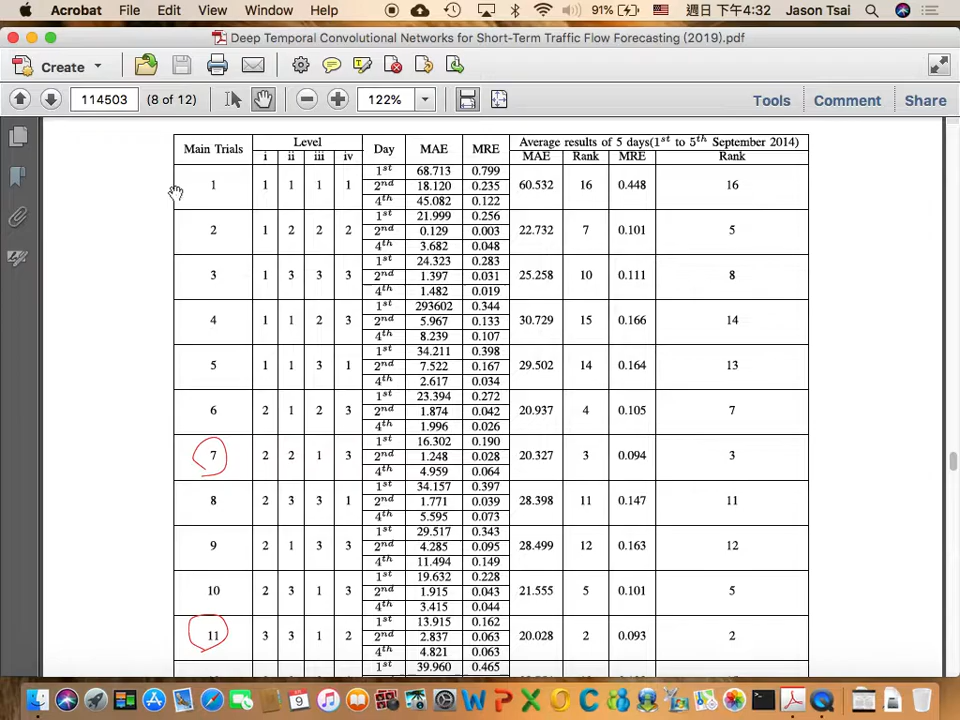 Acrobat File Edit View Window Help 91% 週日 下午4:32 Jason Tsai
Deep Temporal Convolutional Networks for Short-Term Traffic Flow Forecasting (2019).pdf
Create
114503 (8 of 12) 122% Tools Comment Share
Main Trials Level Day MAE MRE Average results of 5 days(1st to 5th September 2014)
i ii iii iv MAE Rank MRE Rank
1st 68.713 0.799
1 1 1 1 1 2nd 18.120 0.235 60.532 16 0.448 16
4th 45.082 0.122
1st 21.999 0.256
2 1 2 2 2 2nd 0.129 0.003 22.732 7 0.101 5
4th 3.682 0.048
1st 24.323 0.283
3 1 3 3 3 2nd 1.397 0.031 25.258 10 0.111 8
4th 1.482 0.019
1st 293602 0.344
4 1 1 2 3 2nd 5.967 0.133 30.729 15 0.166 14
4th 8.239 0.107
1st 34.211 0.398
5 1 1 3 1 2nd 7.522 0.167 29.502 14 0.164 13
4th 2.617 0.034
1st 23.394 0.272
6 2 1 2 3 2nd 1.874 0.042 20.937 4 0.105 7
4th 1.996 0.026
1st 16.302 0.190
7 2 2 1 3 2nd 1.248 0.028 20.327 3 0.094 3
4th 4.959 0.064
1st 34.157 0.397
8 2 3 3 1 2nd 1.771 0.039 28.398 11 0.147 11
4th 5.595 0.073
1st 29.517 0.343
9 2 1 3 3 2nd 4.285 0.095 28.499 12 0.163 12
4th 11.494 0.149
1st 19.632 0.228
10 2 3 1 3 2nd 1.915 0.043 21.555 5 0.101 5
4th 3.415 0.044
1st 13.915 0.162
11 3 3 1 2 2nd 2.837 0.063 20.028 2 0.093 2
4th 4.821 0.063
1st 39.960 0.465